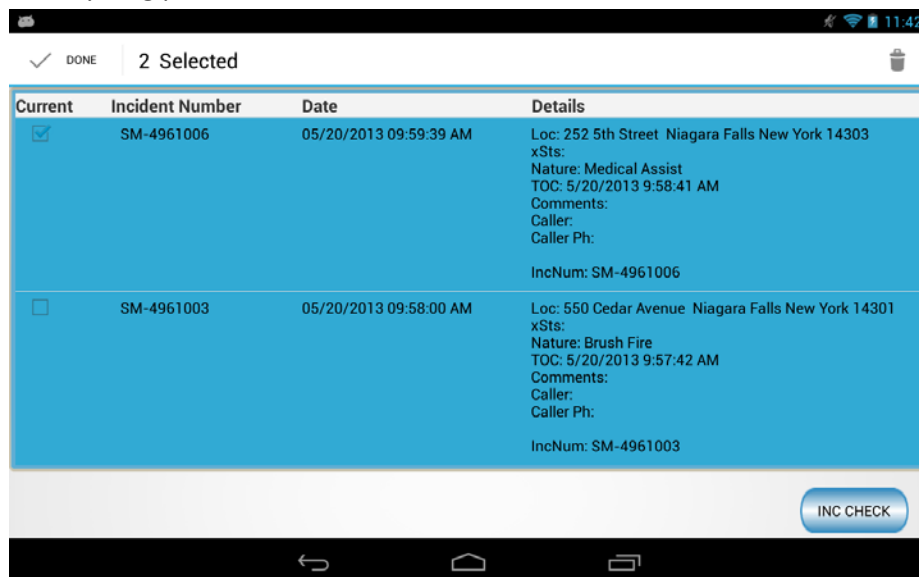 11:42
DONE 2 Selected
Current Incident Number Date Details
SM-4961006 05/20/2013 09:59:39 AM Loc: 252 5th Street Niagara Falls New York 14303
xSts:
Nature: Medical Assist
TOC: 5/20/2013 9:58:41 AM
Comments:
Caller:
Caller Ph:
IncNum: SM-4961006
SM-4961003 05/20/2013 09:58:00 AM Loc: 550 Cedar Avenue Niagara Falls New York 14301
xSts:
Nature: Brush Fire
TOC: 5/20/2013 9:57:42 AM
Comments:
Caller:
Caller Ph:
IncNum: SM-4961003
INC CHECK